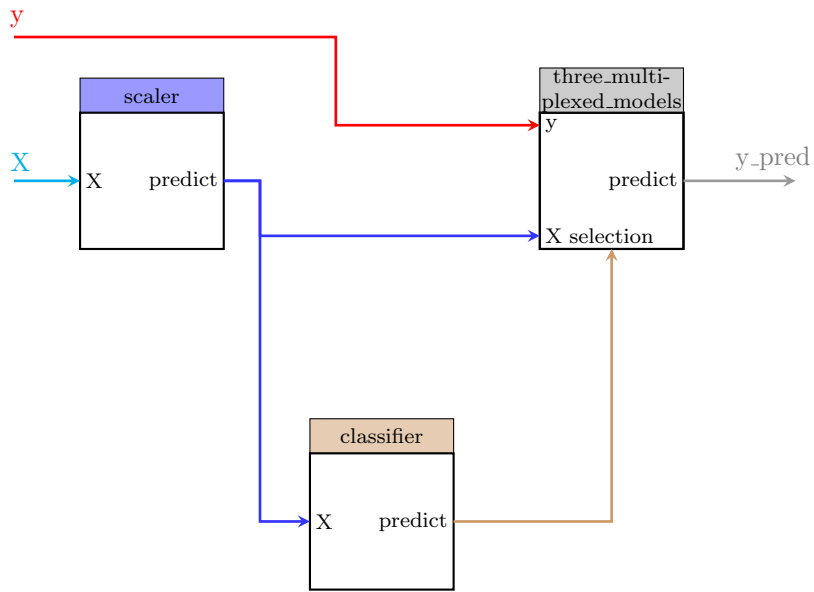 y
scaler
three_multi-
plexed_models
y
X
X
predict
predict
y_pred
X selection
classifier
X
predict